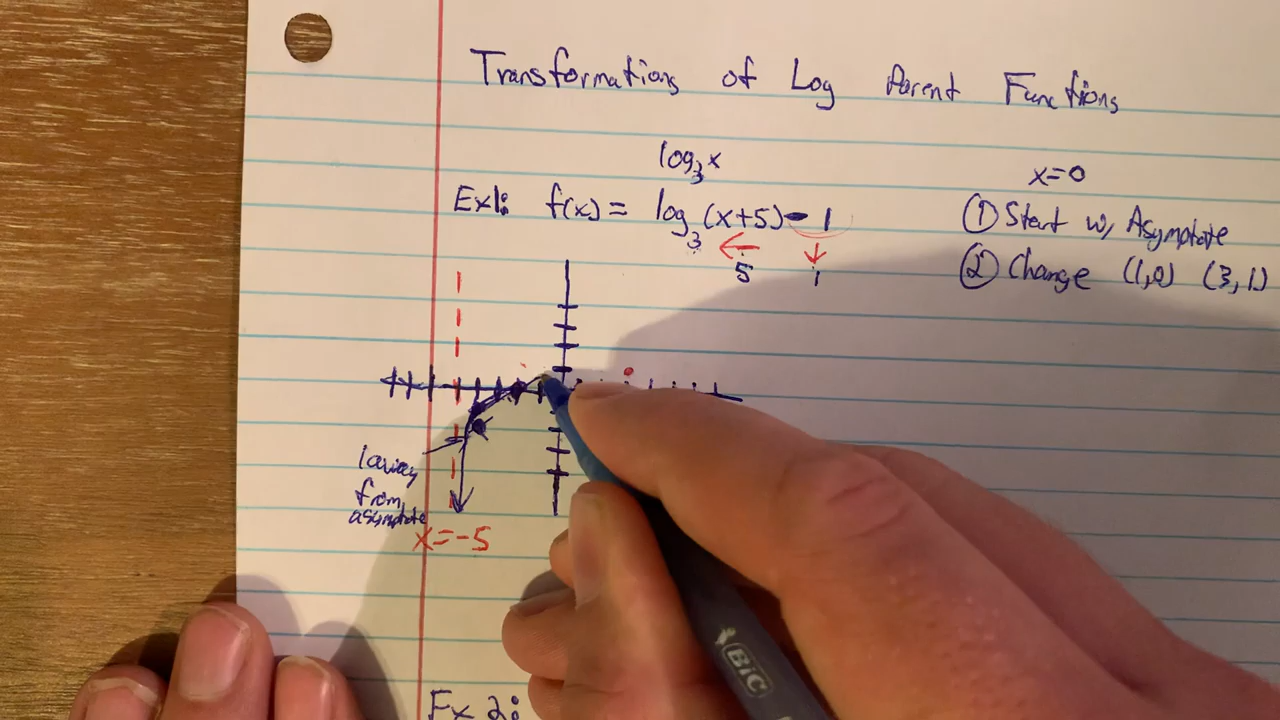 Transformations of Log Parent Functions
log₃x
x=0
Ex1: f(x) = log₃(x+5) - 1
① Start w/ Asymptote
5 1
② Change (1,0) (3,1)
from
asymptote
x=-5
BIC
Ex 2: